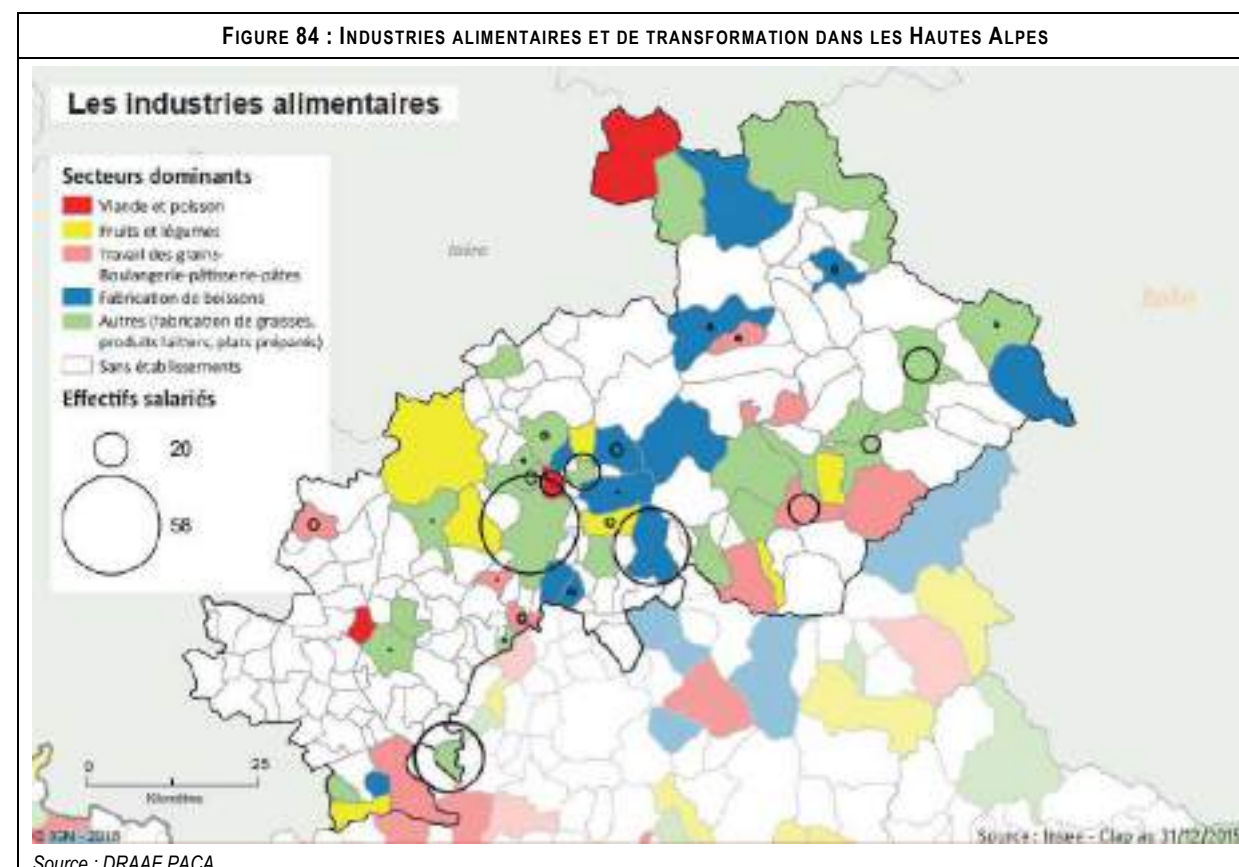 FIGURE 84 : INDUSTRIES ALIMENTAIRES ET DE TRANSFORMATION DANS LES HAUTES ALPES
Les industries alimentaires
Secteurs dominants
Viande et poisson
Fruits et légumes
Travail des grains-
Boulangerie-pâtisserie-pâtes
Fabrication de boissons
Autres (fabrication de graisses,
produits laitiers, plats préparés)
Sans établissements
Effectifs salariés
20
58
Isère
Italie
0
25
Kilomètres
© IGN - 2018
Source : Insee - Clap au 31/12/2015
Source : DRAAF PACA